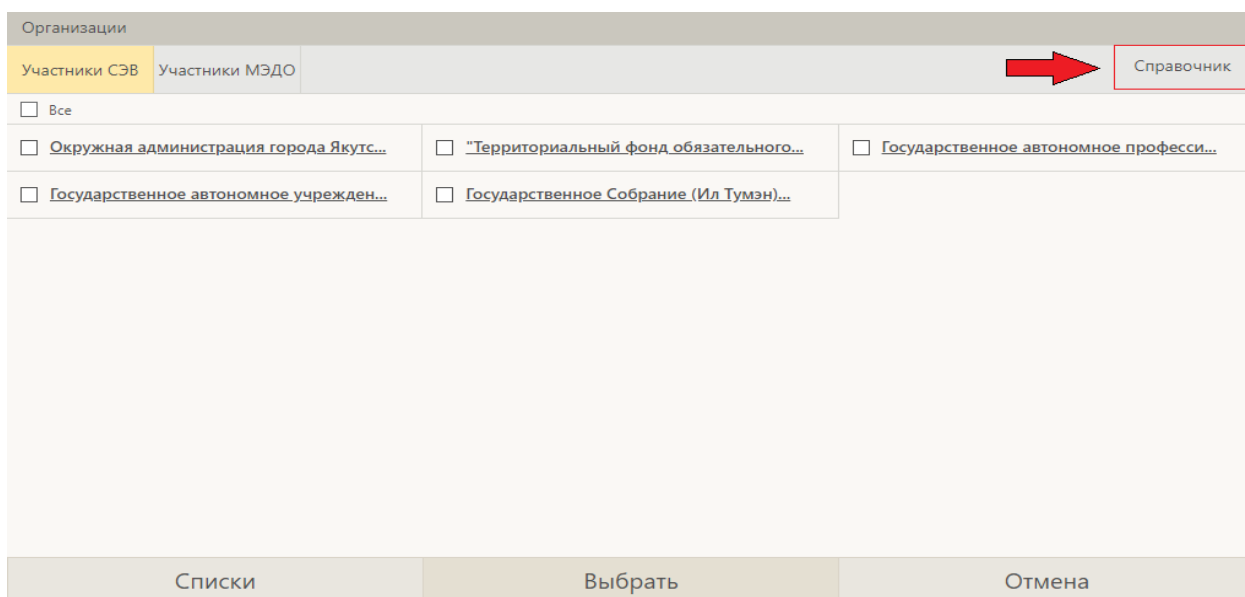 Организации
Участники СЭВ Участники МЭДО Справочник
Все
Окружная администрация города Якутс... "Территориальный фонд обязательного... Государственное автономное професси...
Государственное автономное учрежден... Государственное Собрание (Ил Тумэн)...
Списки Выбрать Отмена